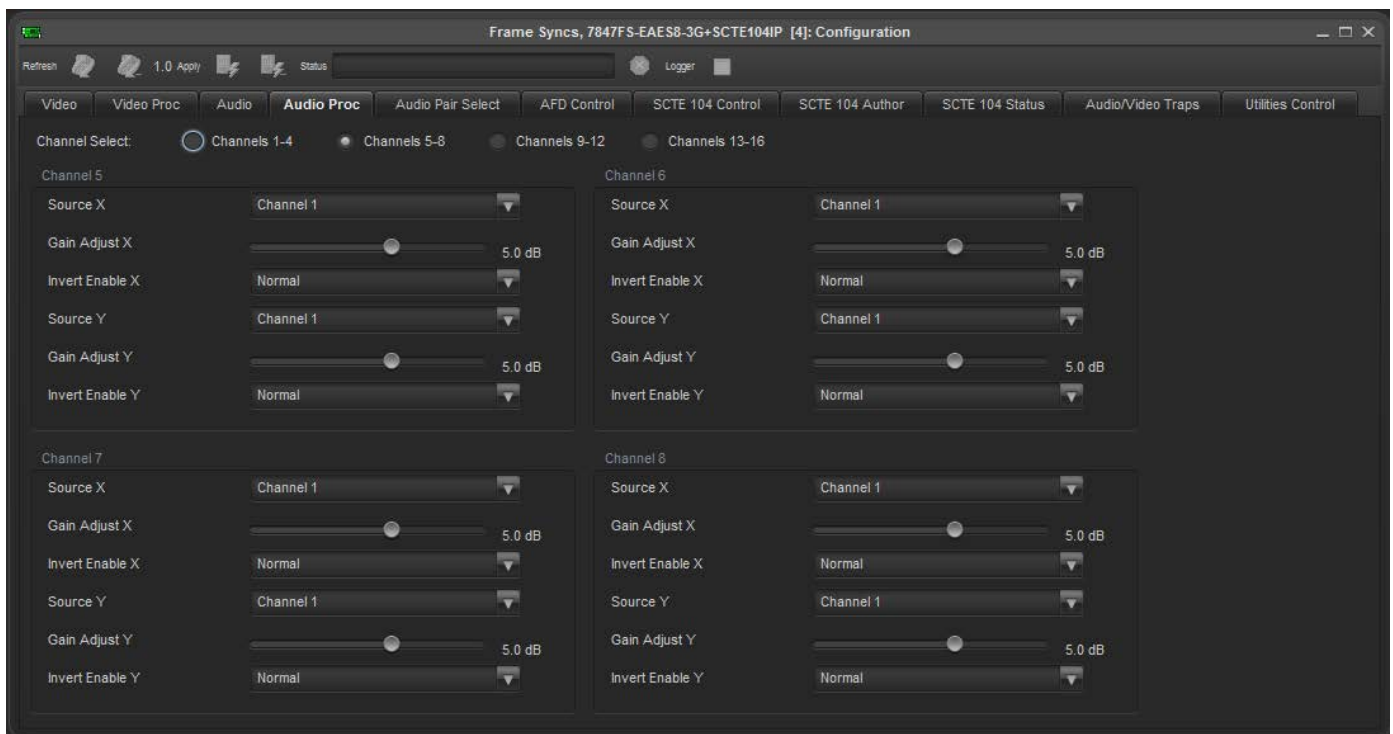 Frame Syncs, 7847FS-EAES8-3G+SCTE104IP [4]: Configuration
Refresh 1.0 Apply Status Logger
Video Video Proc Audio Audio Proc Audio Pair Select AFD Control SCTE 104 Control SCTE 104 Author SCTE 104 Status Audio/Video Traps Utilities Control
Channel Select: Channels 1-4 Channels 5-8 Channels 9-12 Channels 13-16
Channel 5
Source X Channel 1
Gain Adjust X 5.0 dB
Invert Enable X Normal
Source Y Channel 1
Gain Adjust Y 5.0 dB
Invert Enable Y Normal
Channel 6
Source X Channel 1
Gain Adjust X 5.0 dB
Invert Enable X Normal
Source Y Channel 1
Gain Adjust Y 5.0 dB
Invert Enable Y Normal
Channel 7
Source X Channel 1
Gain Adjust X 5.0 dB
Invert Enable X Normal
Source Y Channel 1
Gain Adjust Y 5.0 dB
Invert Enable Y Normal
Channel 8
Source X Channel 1
Gain Adjust X 5.0 dB
Invert Enable X Normal
Source Y Channel 1
Gain Adjust Y 5.0 dB
Invert Enable Y Normal